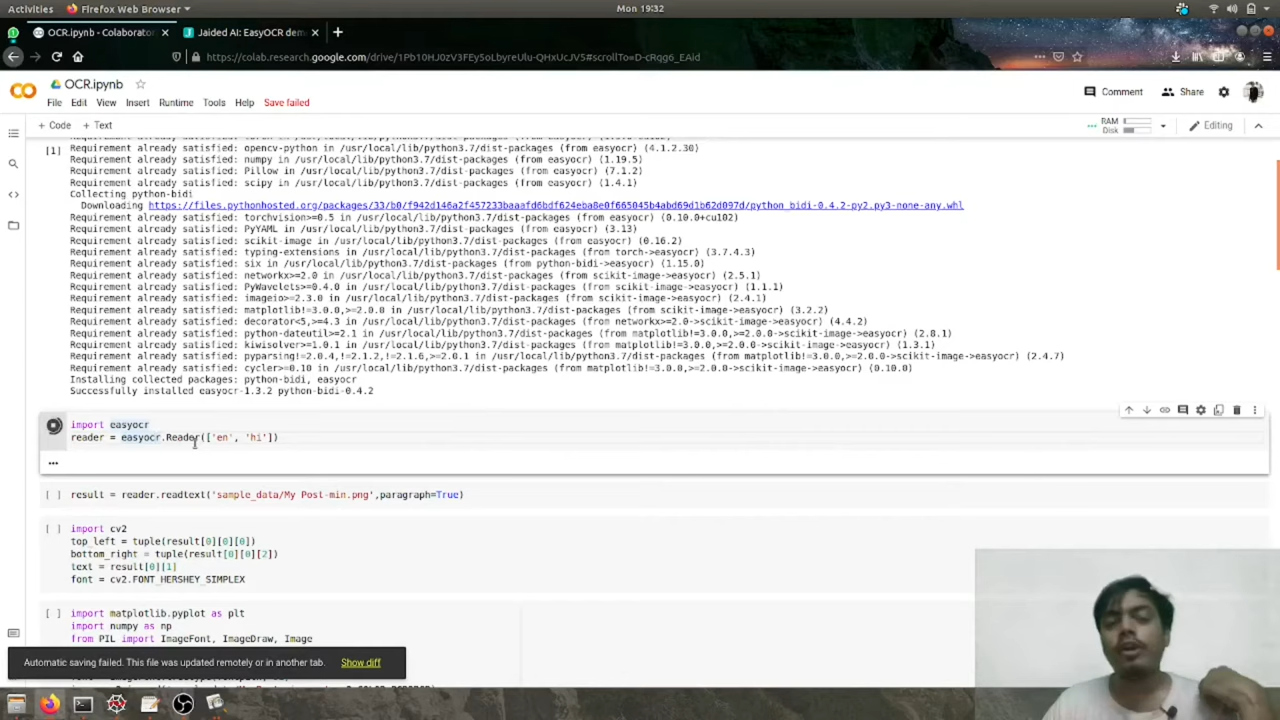 Activities
Firefox Web Browser
Mon 19:32
OCR.ipynb - Colaborato
Jaided AI: EasyOCR dem
https://colab.research.google.com/drive/1Pb10HJ0zV3FEy5oLbyreUlu-QHxUcJV5#scrollTo=D-cRqg6_EAid
OCR.ipynb
Comment
Share
File Edit View Insert Runtime Tools Help Save failed
+ Code + Text
RAM
Disk
Editing
[1]
Requirement already satisfied: opencv-python in /usr/local/lib/python3.7/dist-packages (from easyocr) (4.1.2.30)
Requirement already satisfied: numpy in /usr/local/lib/python3.7/dist-packages (from easyocr) (1.19.5)
Requirement already satisfied: Pillow in /usr/local/lib/python3.7/dist-packages (from easyocr) (7.1.2)
Requirement already satisfied: scipy in /usr/local/lib/python3.7/dist-packages (from easyocr) (1.4.1)
Collecting python-bidi
Downloading https://files.pythonhosted.org/packages/33/b0/f942d146a2f457233baaafd6bdf624eba8e0f665045b4abd69d1b62d097d/python_bidi-0.4.2-py2.py3-none-any.whl
Requirement already satisfied: torchvision>=0.5 in /usr/local/lib/python3.7/dist-packages (from easyocr) (0.10.0+cu102)
Requirement already satisfied: PyYAML in /usr/local/lib/python3.7/dist-packages (from easyocr) (3.13)
Requirement already satisfied: scikit-image in /usr/local/lib/python3.7/dist-packages (from easyocr) (0.16.2)
Requirement already satisfied: typing-extensions in /usr/local/lib/python3.7/dist-packages (from torch->easyocr) (3.7.4.3)
Requirement already satisfied: six in /usr/local/lib/python3.7/dist-packages (from python-bidi->easyocr) (1.15.0)
Requirement already satisfied: networkx>=2.0 in /usr/local/lib/python3.7/dist-packages (from scikit-image->easyocr) (2.5.1)
Requirement already satisfied: PyWavelets>=0.4.0 in /usr/local/lib/python3.7/dist-packages (from scikit-image->easyocr) (1.1.1)
Requirement already satisfied: imageio>=2.3.0 in /usr/local/lib/python3.7/dist-packages (from scikit-image->easyocr) (2.4.1)
Requirement already satisfied: matplotlib!=3.0.0,>=2.0.0 in /usr/local/lib/python3.7/dist-packages (from scikit-image->easyocr) (3.2.2)
Requirement already satisfied: decorator<5,>=4.3 in /usr/local/lib/python3.7/dist-packages (from networkx>=2.0->scikit-image->easyocr) (4.4.2)
Requirement already satisfied: python-dateutil>=2.1 in /usr/local/lib/python3.7/dist-packages (from matplotlib!=3.0.0,>=2.0.0->scikit-image->easyocr) (2.8.1)
Requirement already satisfied: kiwisolver>=1.0.1 in /usr/local/lib/python3.7/dist-packages (from matplotlib!=3.0.0,>=2.0.0->scikit-image->easyocr) (1.3.1)
Requirement already satisfied: pyparsing!=2.0.4,!=2.1.2,!=2.1.6,>=2.0.1 in /usr/local/lib/python3.7/dist-packages (from matplotlib!=3.0.0,>=2.0.0->scikit-image->easyocr) (2.4.7)
Requirement already satisfied: cycler>=0.10 in /usr/local/lib/python3.7/dist-packages (from matplotlib!=3.0.0,>=2.0.0->scikit-image->easyocr) (0.10.0)
Installing collected packages: python-bidi, easyocr
Successfully installed easyocr-1.3.2 python-bidi-0.4.2
import easyocr
reader = easyocr.Reader(['en', 'hi'])
...
[ ] result = reader.readtext('sample_data/My Post-min.png',paragraph=True)
[ ] import cv2
top_left = tuple(result[0][0][0])
bottom_right = tuple(result[0][0][2])
text = result[0][1]
font = cv2.FONT_HERSHEY_SIMPLEX
[ ] import matplotlib.pyplot as plt
import numpy as np
from PIL import ImageFont, ImageDraw, Image
Automatic saving failed. This file was updated remotely or in another tab. Show diff